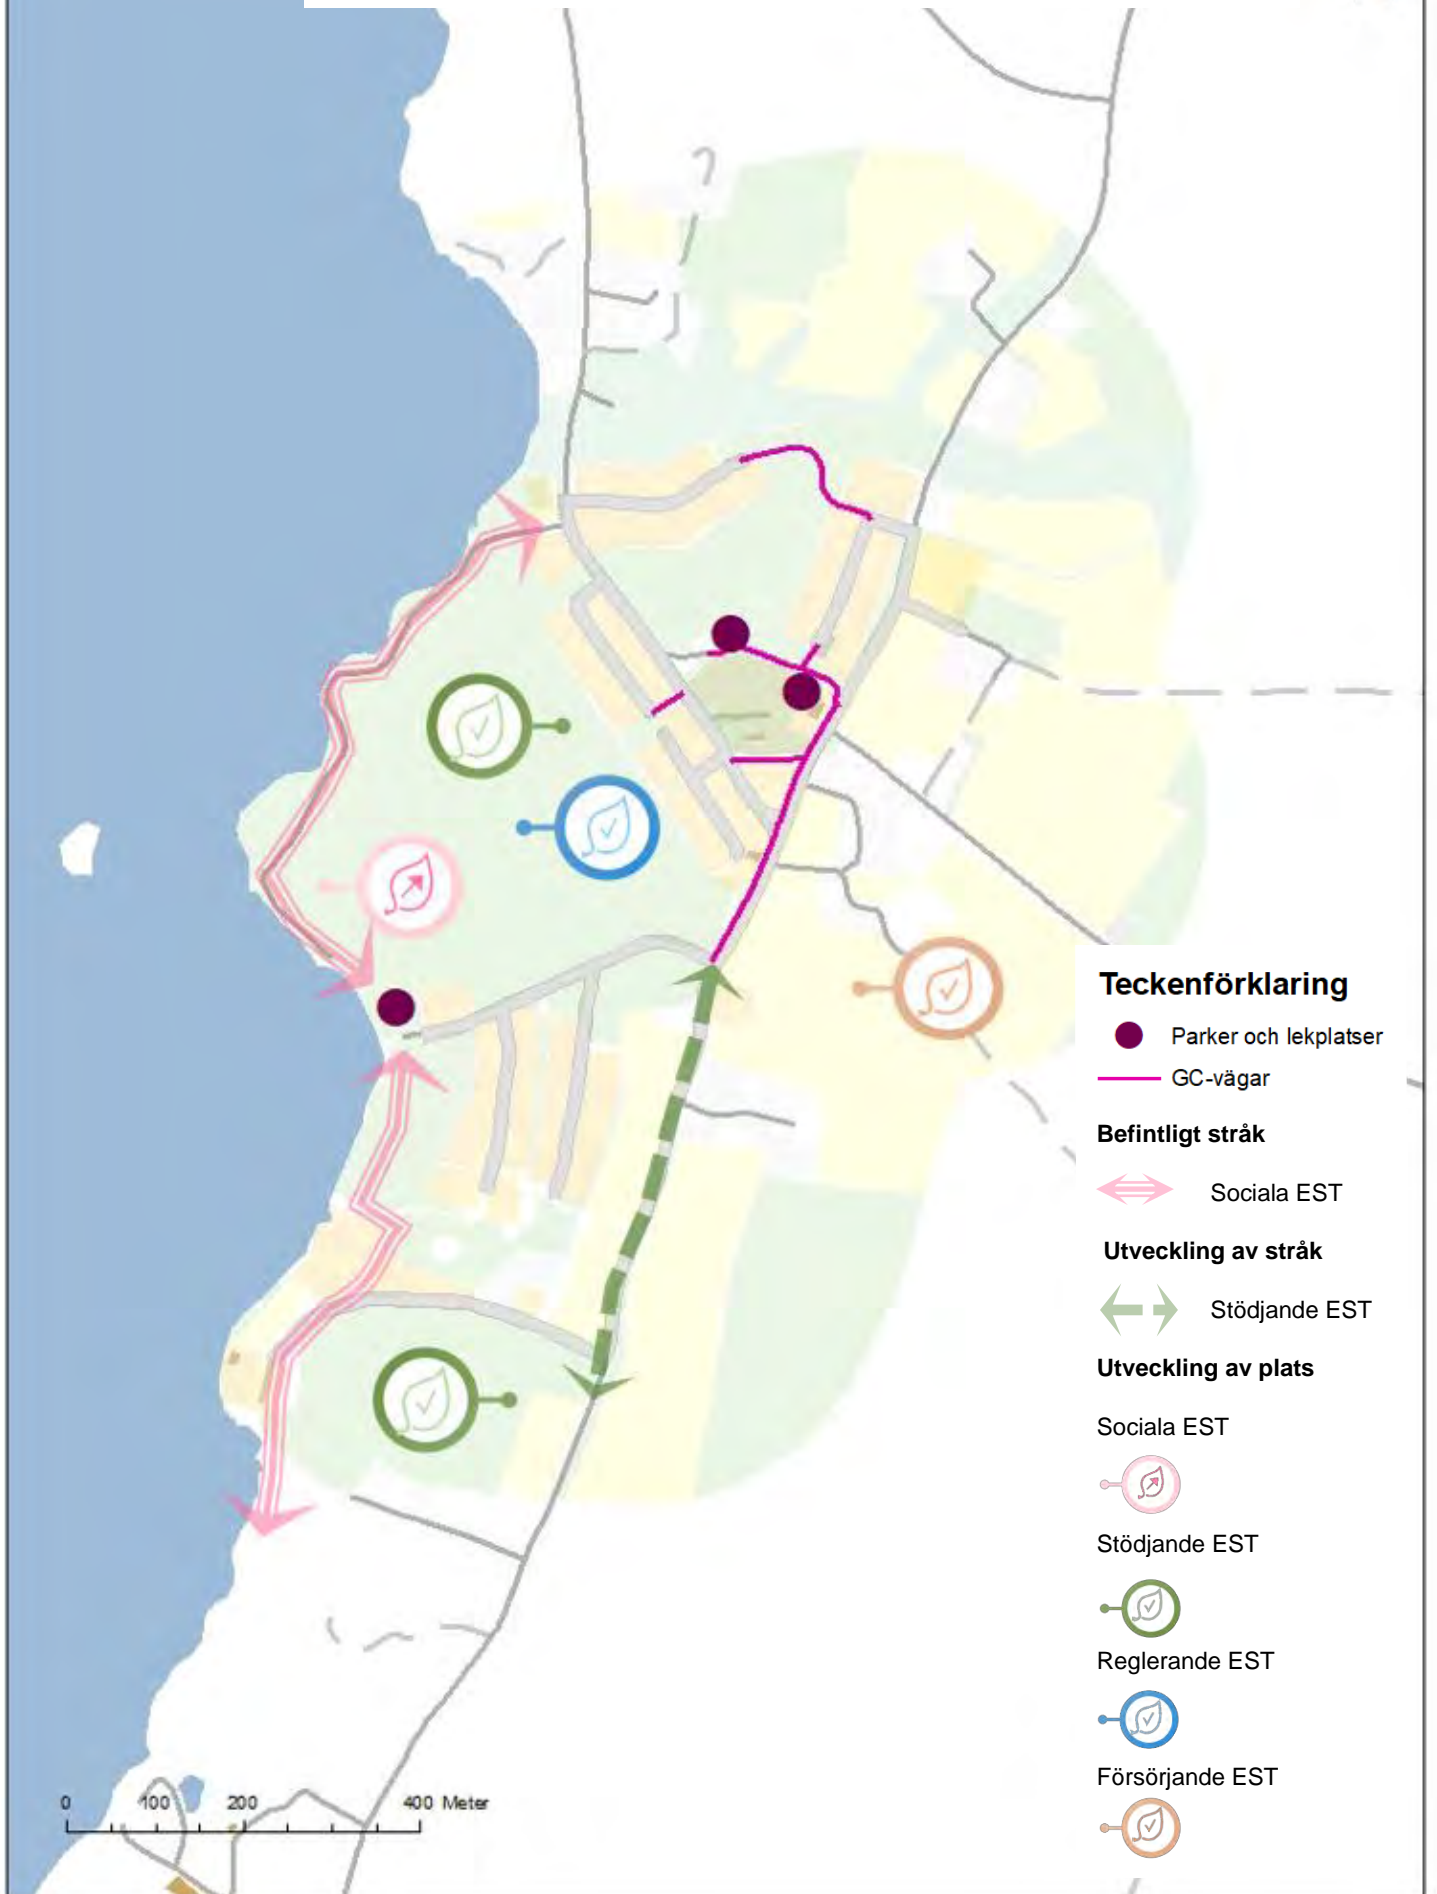 Teckenförklaring
Parker och lekplatser
GC-vägar
Befintligt stråk
Sociala EST
Utveckling av stråk
Stödjande EST
Utveckling av plats
Sociala EST
Stödjande EST
Reglerande EST
Försörjande EST
0 100 200 400 Meter